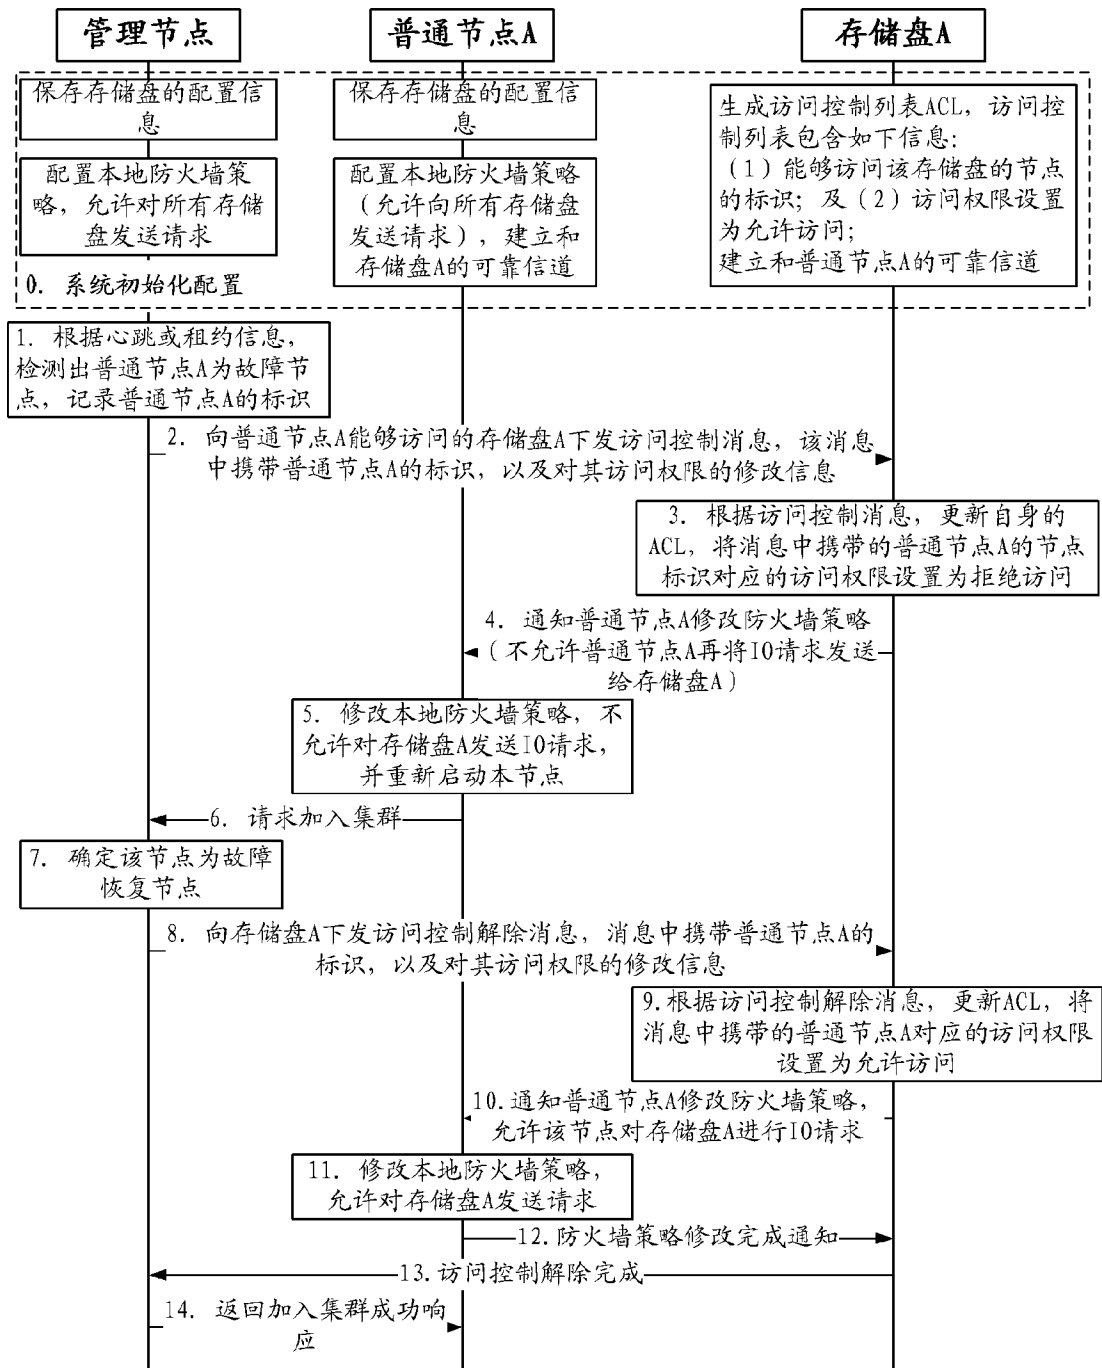 管理节点
普通节点A
存储盘A
保存存储盘的配置信
息
保存存储盘的配置信
息
生成访问控制列表ACL，访问控
制列表包含如下信息：
（1）能够访问该存储盘的节点
的标识；及（2）访问权限设置
为允许访问；
建立和普通节点A的可靠信道
配置本地防火墙策
略，允许对所有存储
盘发送请求
配置本地防火墙策略
（允许向所有存储盘
发送请求），建立和
存储盘A的可靠信道
0. 系统初始化配置
1. 根据心跳或租约信息，
检测出普通节点A为故障节
点，记录普通节点A的标识
2. 向普通节点A能够访问的存储盘A下发访问控制消息，该消息
中携带普通节点A的标识，以及对其访问权限的修改信息
3. 根据访问控制消息，更新自身的
ACL，将消息中携带的普通节点A的节点
标识对应的访问权限设置为拒绝访问
4. 通知普通节点A修改防火墙策略
（不允许普通节点A再将IO请求发送
给存储盘A）
5. 修改本地防火墙策略，不
允许对存储盘A发送IO请求，
并重新启动本节点
6. 请求加入集群
7. 确定该节点为故障
恢复节点
8. 向存储盘A下发访问控制解除消息，消息中携带普通节点A的
标识，以及对其访问权限的修改信息
9.根据访问控制解除消息，更新ACL，将
消息中携带的普通节点A对应的访问权限
设置为允许访问
10.通知普通节点A修改防火墙策略，
允许该节点对存储盘A进行IO请求
11. 修改本地防火墙策略，
允许对存储盘A发送请求
12.防火墙策略修改完成通知
13.访问控制解除完成
14. 返回加入集群成功响
应